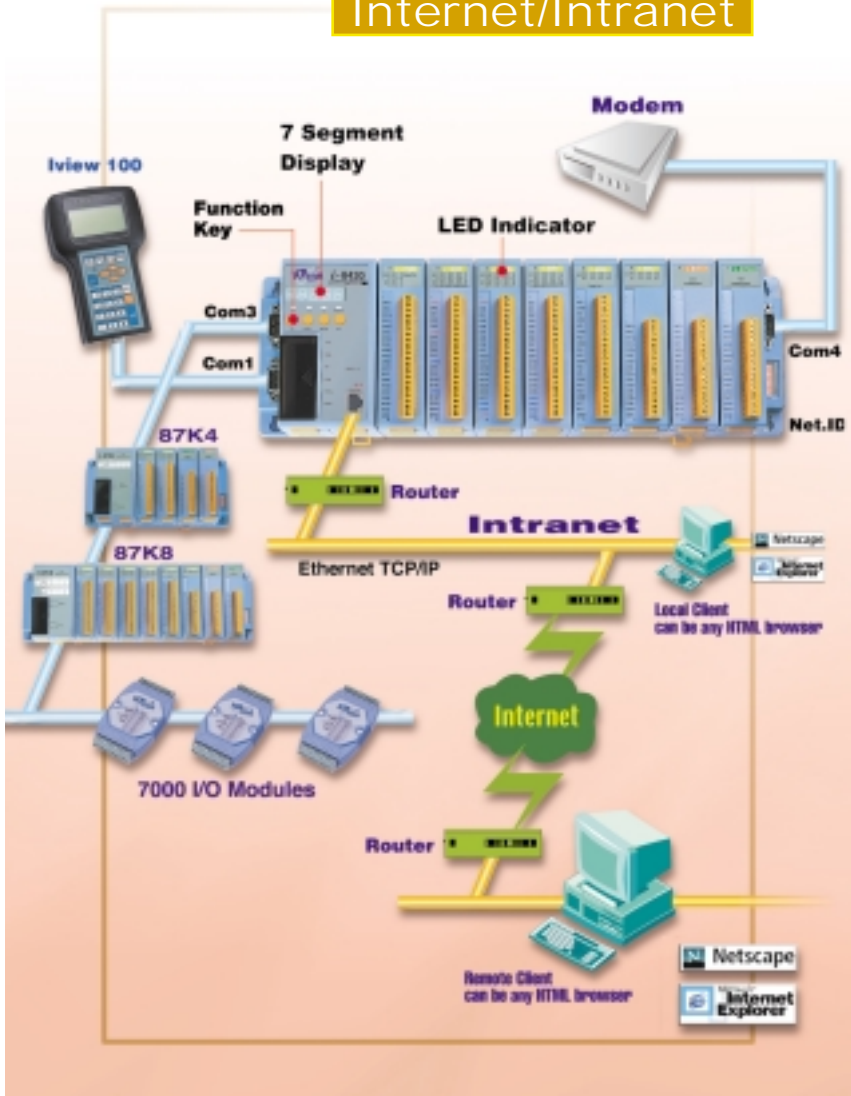 Internet/Intranet
Modem
7 Segment
Display
Iview 100
Function
Key
LED Indicator
Com3
Com1
Com4
Net.ID
87K4
87K8
Router
Intranet
Ethernet TCP/IP
Netscape
Internet
Explorer
Router
Local Client
can be any HTML browser
Internet
7000 I/O Modules
Router
Remote Client
can be any HTML browser
Netscape
Internet
Explorer